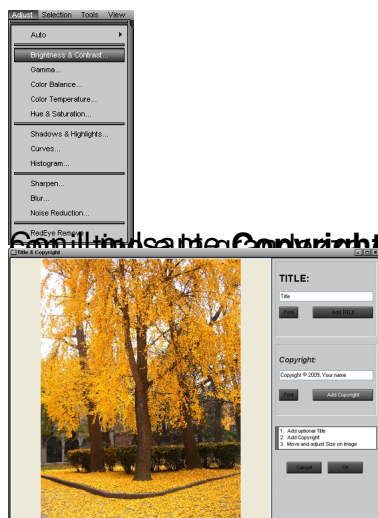 Adjust Selection Tools View
Auto
Brightness & Contrast...
Gamma...
Color Balance...
Color Temperature...
Hue & Saturation...
Shadows & Highlights...
Curves...
Histogram...
Sharpen...
Blur...
Noise Reduction...
RedEye Remove
Copyright
Title & Copyright
TITLE:
Title
Font Add TITLE
Copyright:
Copyright © 2009, Your name
Font Add Copyright
1. Add optional Title
2. Add Copyright
3. Move and adjust Size on Image
Cancel OK